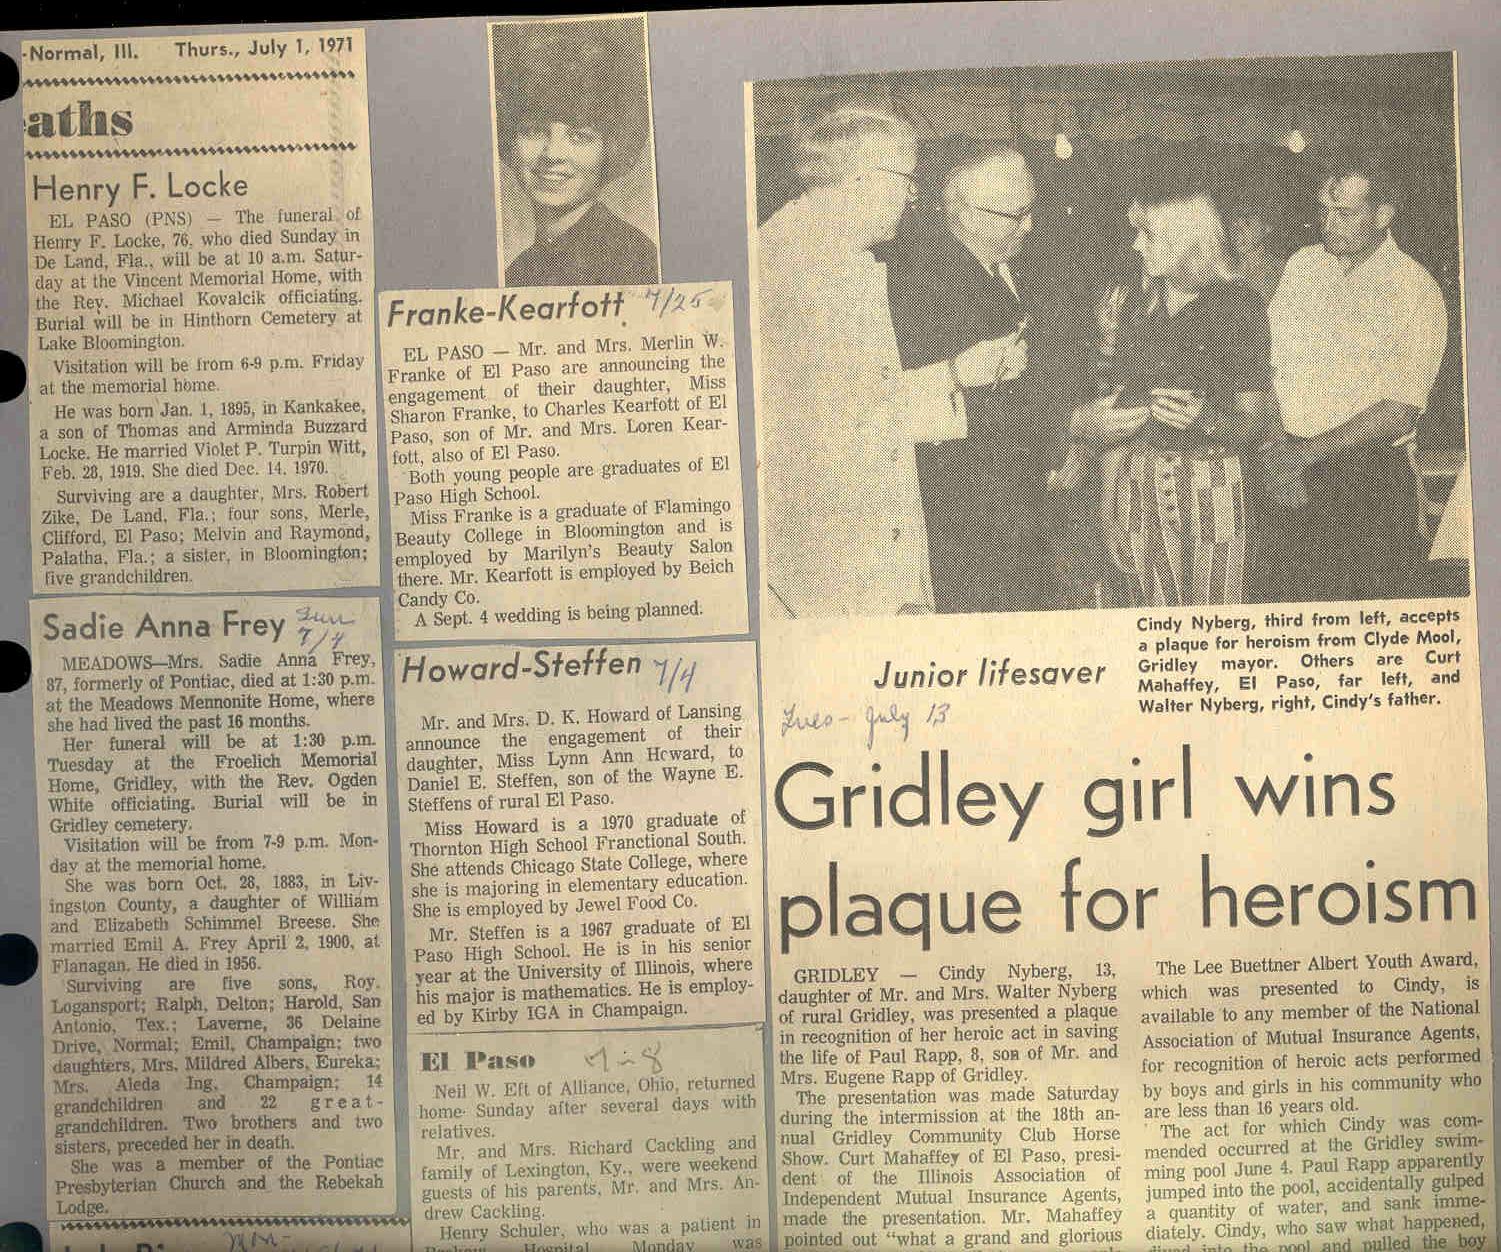 -Normal, Ill. Thurs., July 1, 1971
aths
Henry F. Locke
EL PASO (PNS) — The funeral of
Henry F. Locke, 76, who died Sunday in
De Land, Fla., will be at 10 a.m. Satur-
day at the Vincent Memorial Home, with
the Rev. Michael Kovalcik officiating.
Burial will be in Hinthorn Cemetery at
Lake Bloomington.
Visitation will be from 6-9 p.m. Friday
at the memorial home.
He was born Jan. 1, 1895, in Kankakee,
a son of Thomas and Arminda Buzzard
Locke. He married Violet P. Turpin Witt,
Feb. 28, 1919. She died Dec. 14, 1970.
Surviving are a daughter, Mrs. Robert
Zike, De Land, Fla.; four sons, Merle,
Clifford, El Paso; Melvin and Raymond,
Palatha, Fla.; a sister, in Bloomington;
five grandchildren.
Sadie Anna Frey Sun
7/4
MEADOWS—Mrs. Sadie Anna Frey,
87, formerly of Pontiac, died at 1:30 p.m.
at the Meadows Mennonite Home, where
she had lived the past 16 months.
Her funeral will be at 1:30 p.m.
Tuesday at the Froelich Memorial
Home, Gridley, with the Rev. Ogden
White officiating. Burial will be in
Gridley cemetery.
Visitation will be from 7-9 p.m. Mon-
day at the memorial home.
She was born Oct. 28, 1883, in Liv-
ingston County, a daughter of William
and Elizabeth Schimmel Breese. She
married Emil A. Frey April 2, 1900, at
Flanagan. He died in 1956.
Surviving are five sons, Roy,
Logansport; Ralph, Delton; Harold, San
Antonio, Tex.; Laverne, 36 Delaine
Drive, Normal; Emil, Champaign; two
daughters, Mrs. Mildred Albers, Eureka;
Mrs. Aleda Ing, Champaign; 14
grandchildren and 22 great-
grandchildren. Two brothers and two
sisters, preceded her in death.
She was a member of the Pontiac
Presbyterian Church and the Rebekah
Lodge.
Franke-Kearfott 7/25
EL PASO — Mr. and Mrs. Merlin W.
Franke of El Paso are announcing the
engagement of their daughter, Miss
Sharon Franke, to Charles Kearfott of El
Paso, son of Mr. and Mrs. Loren Kear-
fott, also of El Paso.
Both young people are graduates of El
Paso High School.
Miss Franke is a graduate of Flamingo
Beauty College in Bloomington and is
employed by Marilyn's Beauty Salon
there. Mr. Kearfott is employed by Beich
Candy Co.
A Sept. 4 wedding is being planned.
Howard-Steffen 7/4
Mr. and Mrs. D. K. Howard of Lansing
announce the engagement of their
daughter, Miss Lynn Ann Hcward, to
Daniel E. Steffen, son of the Wayne E.
Steffens of rural El Paso.
Miss Howard is a 1970 graduate of
Thornton High School Franctional South.
She attends Chicago State College, where
she is majoring in elementary education.
She is employed by Jewel Food Co.
Mr. Steffen is a 1967 graduate of El
Paso High School. He is in his senior
year at the University of Illinois, where
his major is mathematics. He is employ-
ed by Kirby IGA in Champaign.
El Paso 7-8
Neil W. Eft of Alliance, Ohio, returned
home Sunday after several days with
relatives.
Mr. and Mrs. Richard Cackling and
family of Lexington, Ky., were weekend
guests of his parents, Mr. and Mrs. An-
drew Cackling.
Henry Schuler, who was a patient in
Hospital Monday was
Cindy Nyberg, third from left, accepts
a plaque for heroism from Clyde Mool,
Gridley mayor. Others are Curt
Mahaffey, El Paso, far left, and
Walter Nyberg, right, Cindy's father.
Junior lifesaver
Tues- July 13
Gridley girl wins
plaque for heroism
GRIDLEY — Cindy Nyberg, 13,
daughter of Mr. and Mrs. Walter Nyberg
of rural Gridley, was presented a plaque
in recognition of her heroic act in saving
the life of Paul Rapp, 8, son of Mr. and
Mrs. Eugene Rapp of Gridley.
The presentation was made Saturday
during the intermission at the 18th an-
nual Gridley Community Club Horse
Show. Curt Mahaffey of El Paso, presi-
dent of the Illinois Association of
Independent Mutual Insurance Agents,
made the presentation. Mr. Mahaffey
pointed out "what a grand and glorious
The Lee Buettner Albert Youth Award,
which was presented to Cindy, is
available to any member of the National
Association of Mutual Insurance Agents,
for recognition of heroic acts performed
by boys and girls in his community who
are less than 16 years old.
The act for which Cindy was com-
mended occurred at the Gridley swim-
ming pool June 4. Paul Rapp apparently
jumped into the pool, accidentally gulped
a quantity of water, and sank imme-
diately. Cindy, who saw what happened,
dived into the pool and pulled the boy